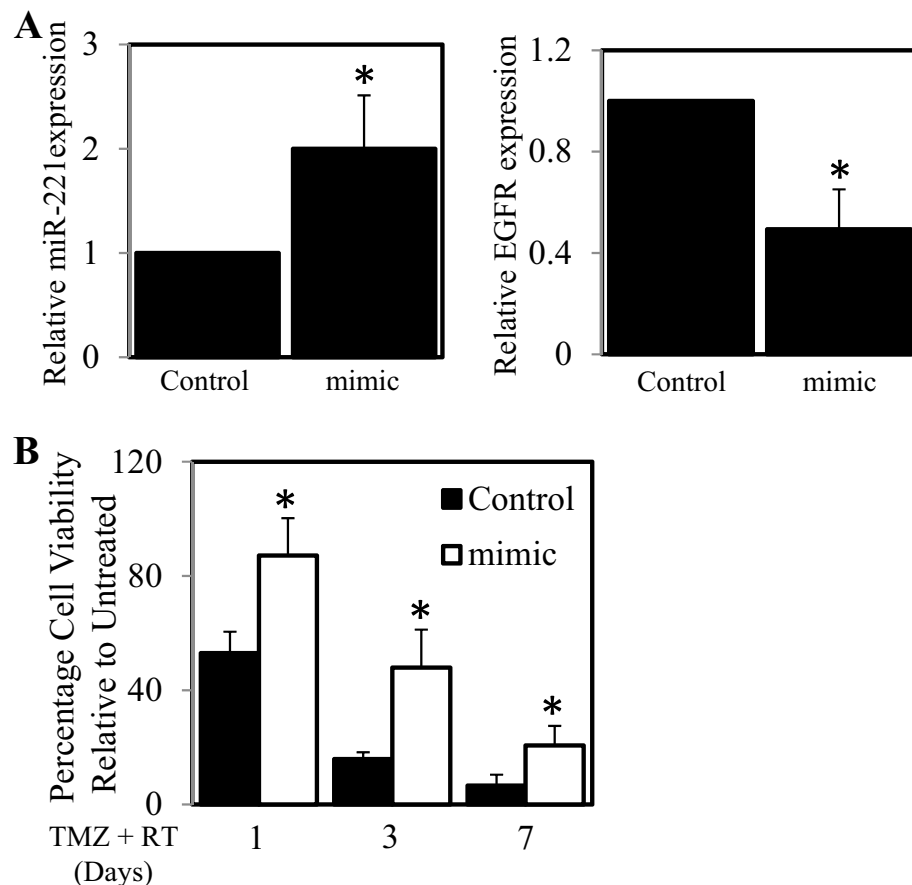 A
Relative miR-221expression
3
2
1
0
*
Control
mimic
Relative EGFR expression
1.2
0.8
0.4
0
*
Control
mimic
B
Percentage Cell Viability
Relative to Untreated
120
80
40
0
*
*
*
Control
mimic
TMZ + RT
(Days)
1
3
7